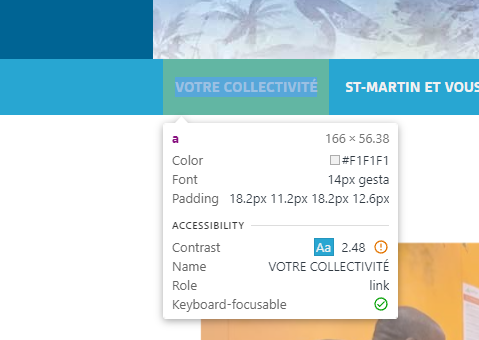 VOTRE COLLECTIVITÉ ST-MARTIN ET VOUS
a 166 × 56.38
Color #F1F1F1
Font 14px gesta
Padding 18.2px 11.2px 18.2px 12.6px
ACCESSIBILITY
Contrast Aa 2.48
Name VOTRE COLLECTIVITÉ
Role link
Keyboard-focusable